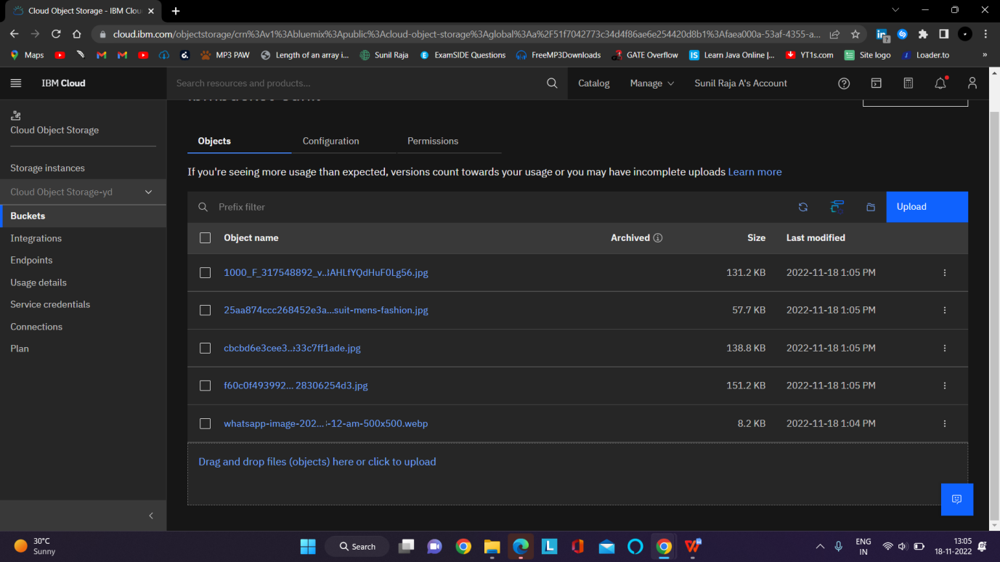 Cloud Object Storage - IBM Clou
cloud.ibm.com/objectstorage/crn%3Av1%3Abluemix%3Apublic%3Acloud-object-storage%3Aglobal%3Aa%2F51f7042773c34d4f86ae6e254420d8b1%3Afaea000a-53af-4355-a...
Maps
MP3 PAW
Length of an array i...
Sunil Raja
ExamSIDE Questions
FreeMP3Downloads
GATE Overflow
Learn Java Online |...
YT1s.com
Site logo
Loader.to
»
IBM Cloud
Search resources and products...
Catalog
Manage
Sunil Raja A's Account
Cloud Object Storage
Storage instances
Cloud Object Storage-yd
Buckets
Integrations
Endpoints
Usage details
Service credentials
Connections
Plan
Objects
Configuration
Permissions
If you're seeing more usage than expected, versions count towards your usage or you may have incomplete uploads Learn more
Prefix filter
Upload
Object name
Archived
Size
Last modified
1000_F_317548892_v...AHLfYQdHuF0Lg56.jpg
131.2 KB
2022-11-18 1:05 PM
25aa874ccc268452e3a...suit-mens-fashion.jpg
57.7 KB
2022-11-18 1:05 PM
cbcbd6e3cee3...33c7ff1ade.jpg
138.8 KB
2022-11-18 1:05 PM
f60c0f493992... 28306254d3.jpg
151.2 KB
2022-11-18 1:05 PM
whatsapp-image-202...-12-am-500x500.webp
8.2 KB
2022-11-18 1:04 PM
Drag and drop files (objects) here or click to upload
30°C
Sunny
Search
ENG
IN
13:05
18-11-2022